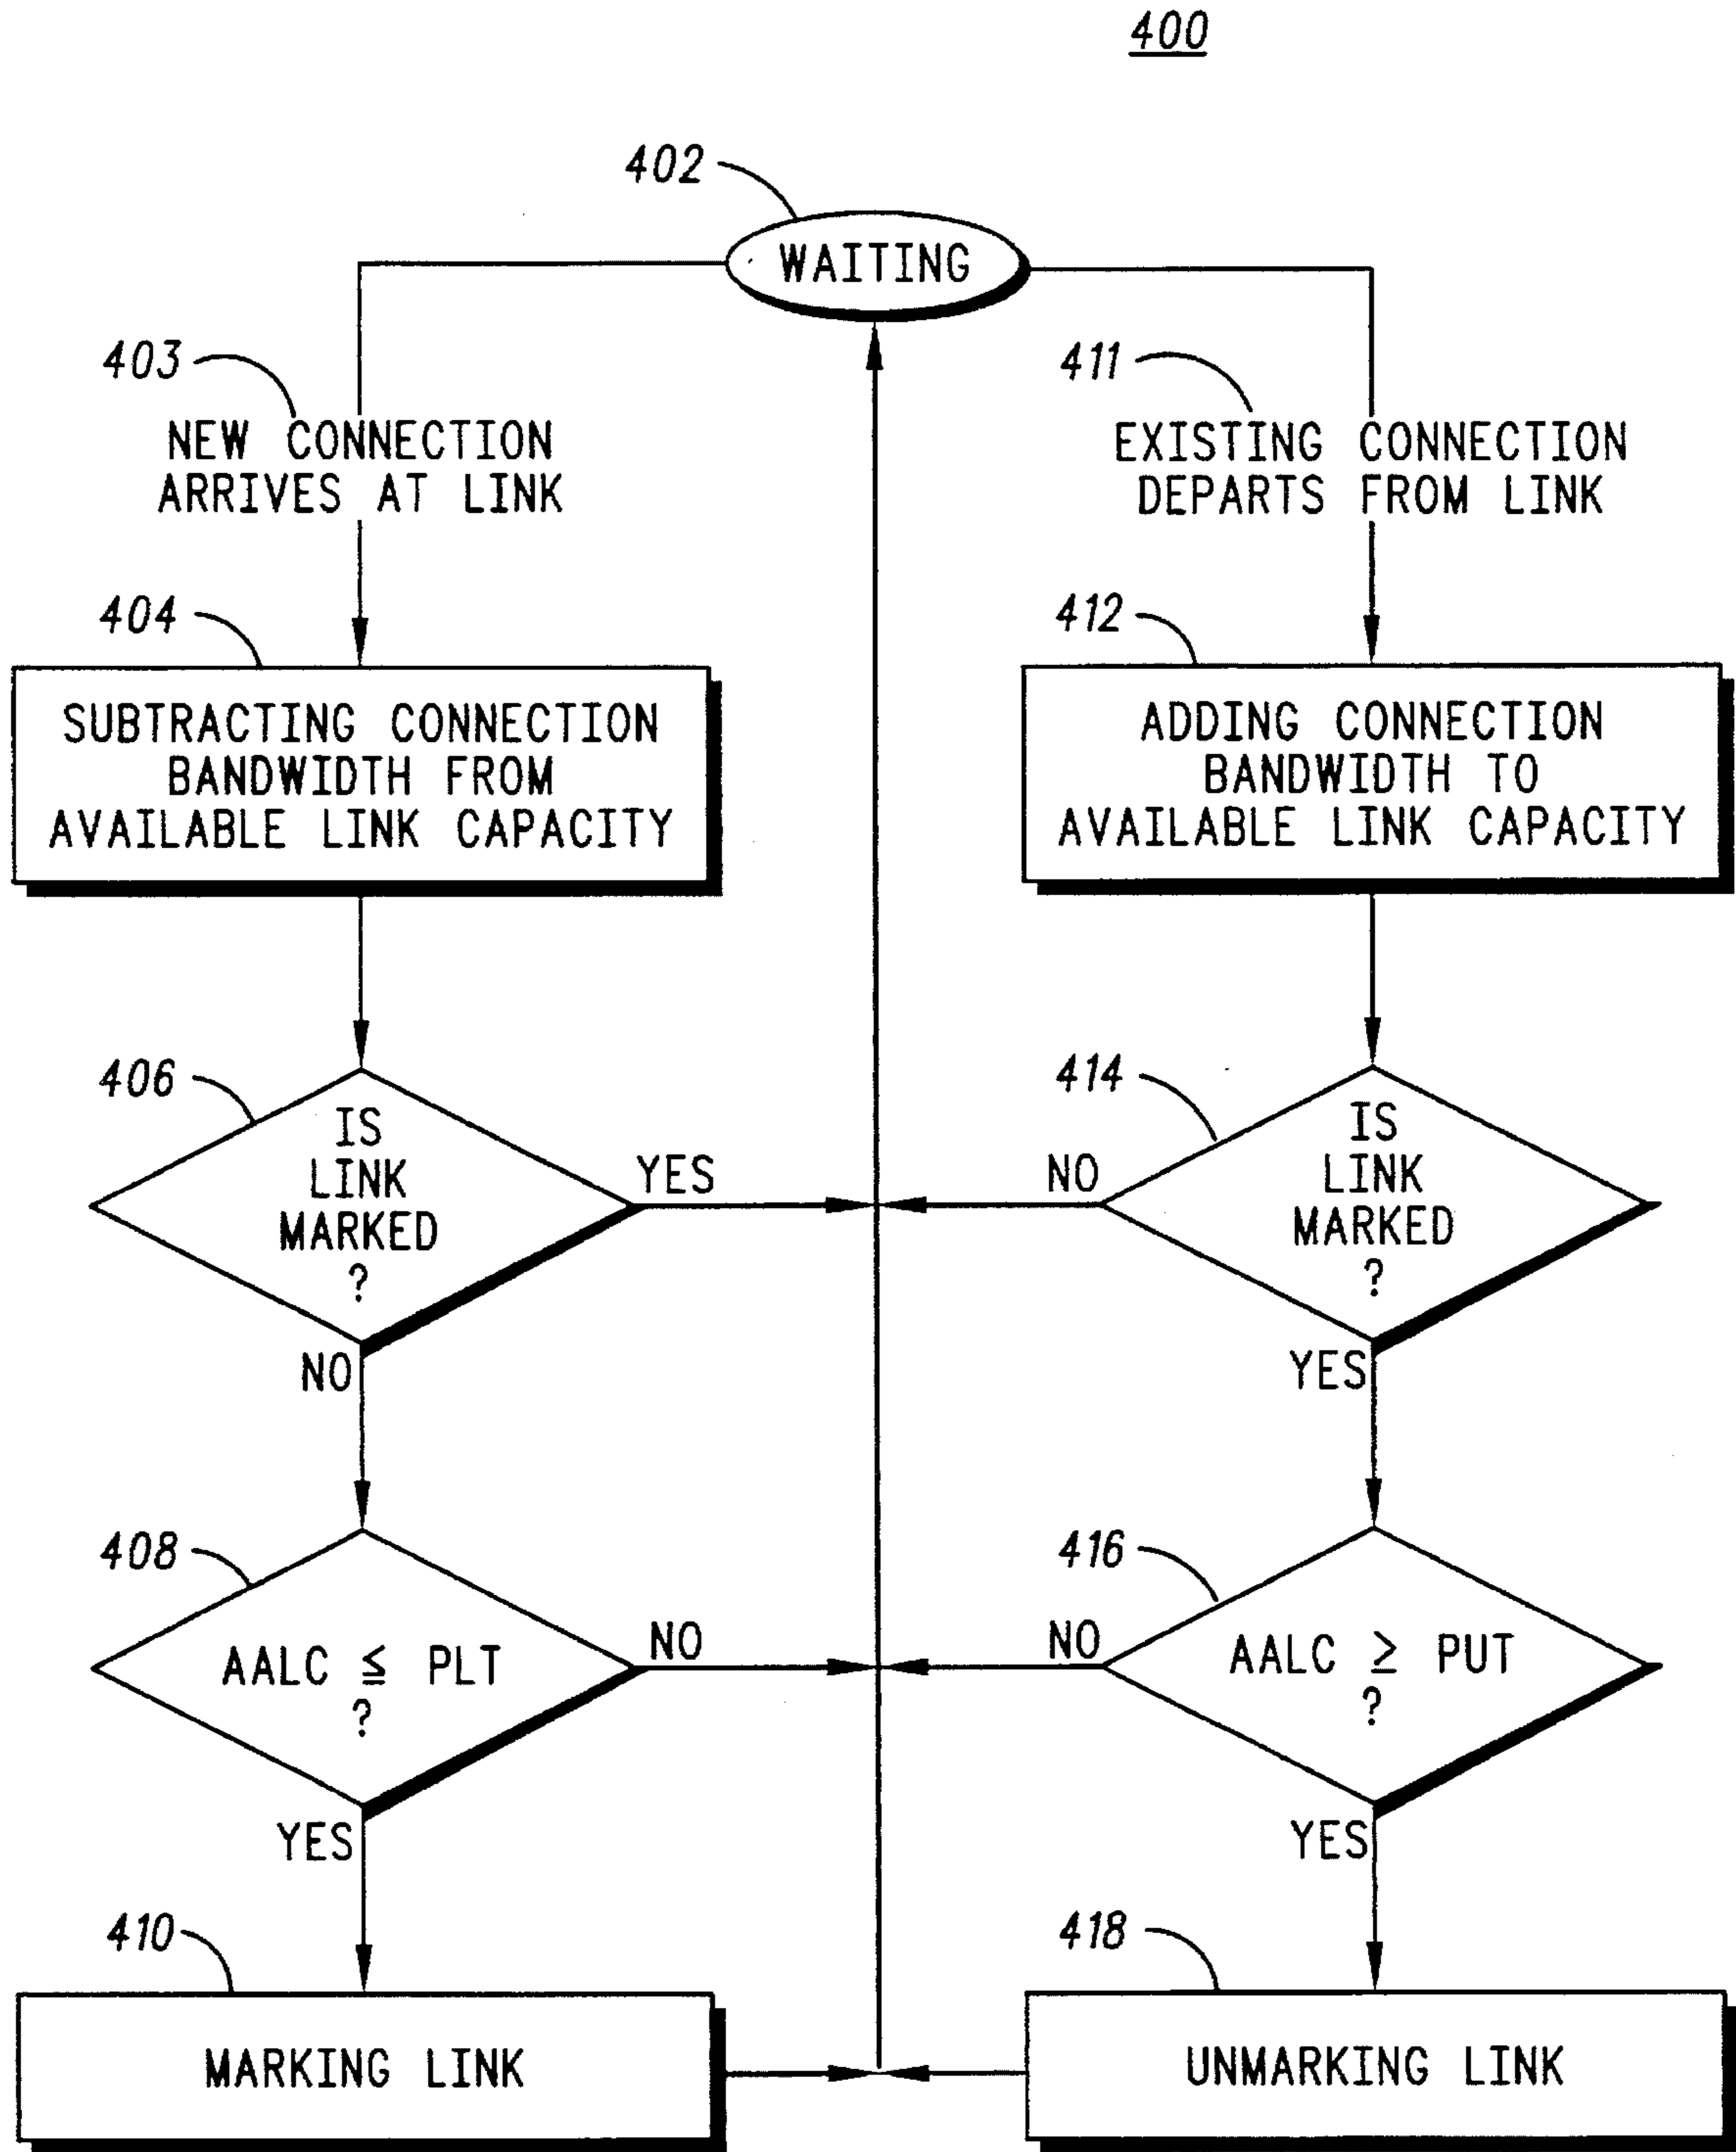 400
402
WAITING
403
NEW CONNECTION
ARRIVES AT LINK
411
EXISTING CONNECTION
DEPARTS FROM LINK
404
SUBTRACTING CONNECTION
BANDWIDTH FROM
AVAILABLE LINK CAPACITY
412
ADDING CONNECTION
BANDWIDTH TO
AVAILABLE LINK CAPACITY
406
IS
LINK
MARKED
?
YES
NO
414
IS
LINK
MARKED
?
NO
YES
408
AALC ≦ PLT
?
NO
YES
416
AALC ≥ PUT
?
NO
YES
410
MARKING LINK
418
UNMARKING LINK